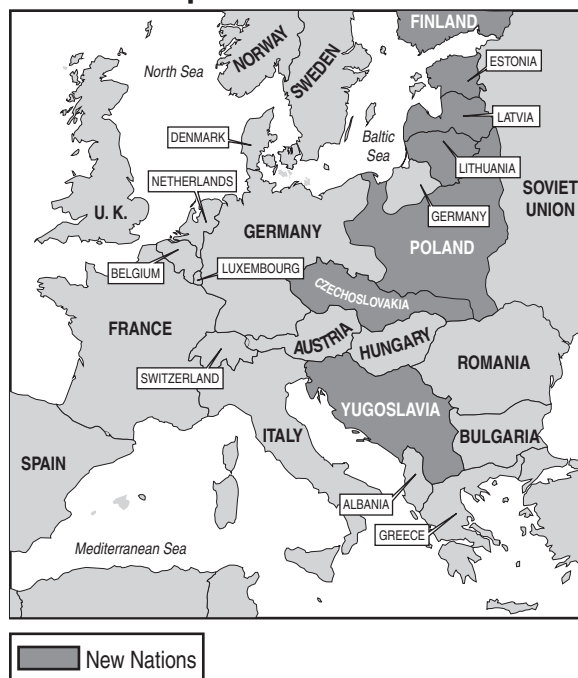 FINLAND
NORWAY
North Sea
SWEDEN
ESTONIA
LATVIA
DENMARK
Baltic
Sea
LITHUANIA
NETHERLANDS
SOVIET
UNION
U. K.
GERMANY
GERMANY
POLAND
BELGIUM
LUXEMBOURG
CZECHOSLOVAKIA
FRANCE
AUSTRIA
HUNGARY
ROMANIA
SWITZERLAND
YUGOSLAVIA
ITALY
BULGARIA
SPAIN
ALBANIA
GREECE
Mediterranean Sea
New Nations